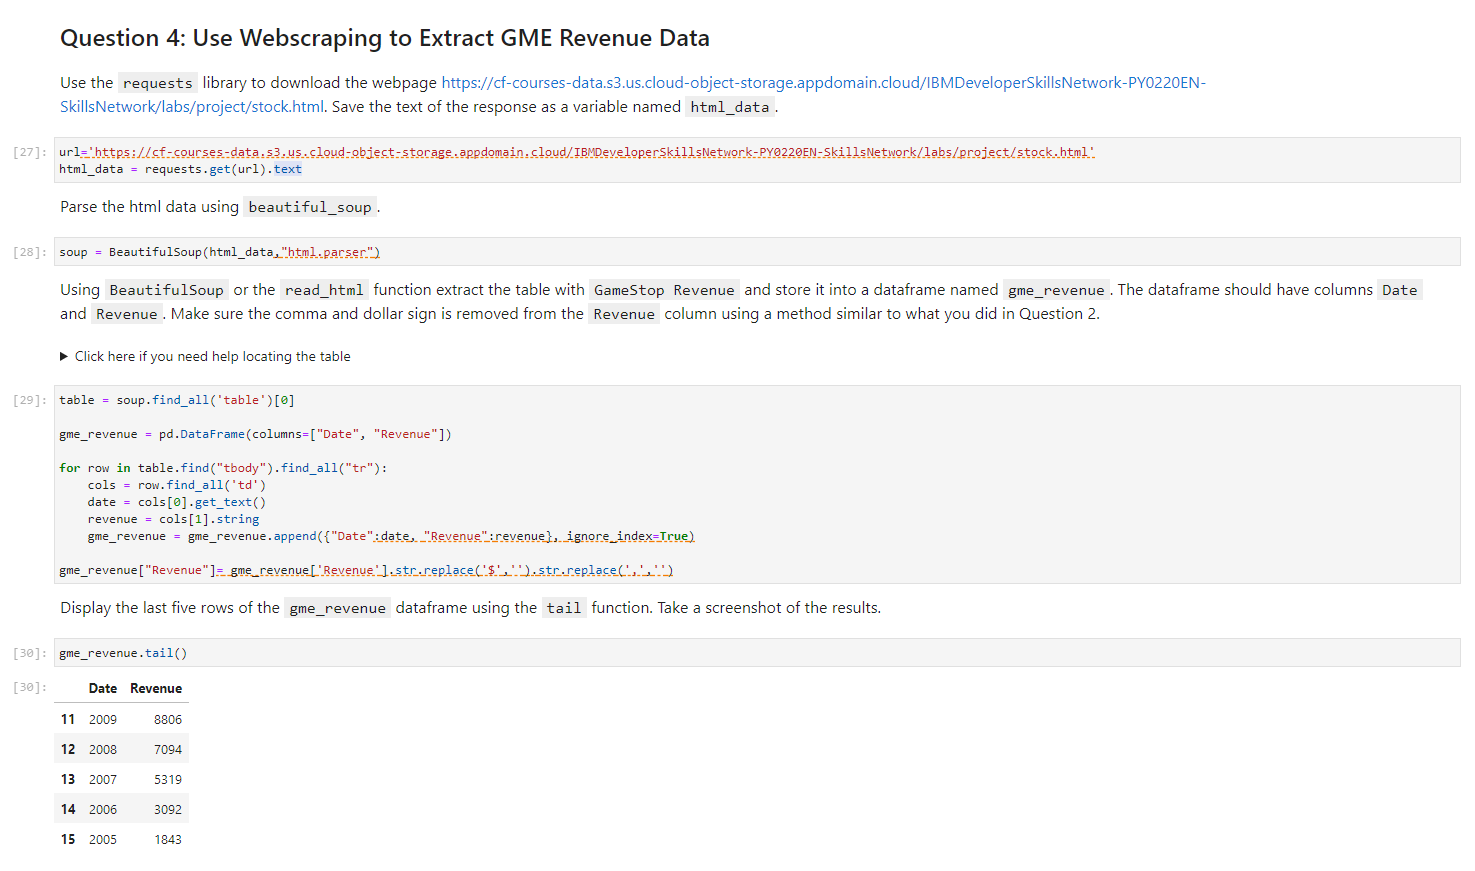 Question 4: Use Webscraping to Extract GME Revenue Data
Use the requests library to download the webpage https://cf-courses-data.s3.us.cloud-object-storage.appdomain.cloud/IBMDeveloperSkillsNetwork-PY0220EN-
SkillsNetwork/labs/project/stock.html. Save the text of the response as a variable named html_data.
[27]: url='https://cf-courses-data.s3.us.cloud-object-storage.appdomain.cloud/IBMDeveloperSkillsNetwork-PY0220EN-SkillsNetwork/labs/project/stock.html'
html_data = requests.get(url).text
Parse the html data using beautiful_soup.
[28]: soup = BeautifulSoup(html_data,"html.parser")
Using BeautifulSoup or the read_html function extract the table with GameStop Revenue and store it into a dataframe named gme_revenue. The dataframe should have columns Date
and Revenue. Make sure the comma and dollar sign is removed from the Revenue column using a method similar to what you did in Question 2.
▶ Click here if you need help locating the table
[29]: table = soup.find_all('table')[0]
gme_revenue = pd.DataFrame(columns=["Date", "Revenue"])
for row in table.find("tbody").find_all("tr"):
    cols = row.find_all('td')
    date = cols[0].get_text()
    revenue = cols[1].string
    gme_revenue = gme_revenue.append({"Date":date, "Revenue":revenue}, ignore_index=True)
gme_revenue["Revenue"]= gme_revenue['Revenue'].str.replace('$','').str.replace(',','')
Display the last five rows of the gme_revenue dataframe using the tail function. Take a screenshot of the results.
[30]: gme_revenue.tail()
[30]: Date Revenue
11 2009 8806
12 2008 7094
13 2007 5319
14 2006 3092
15 2005 1843